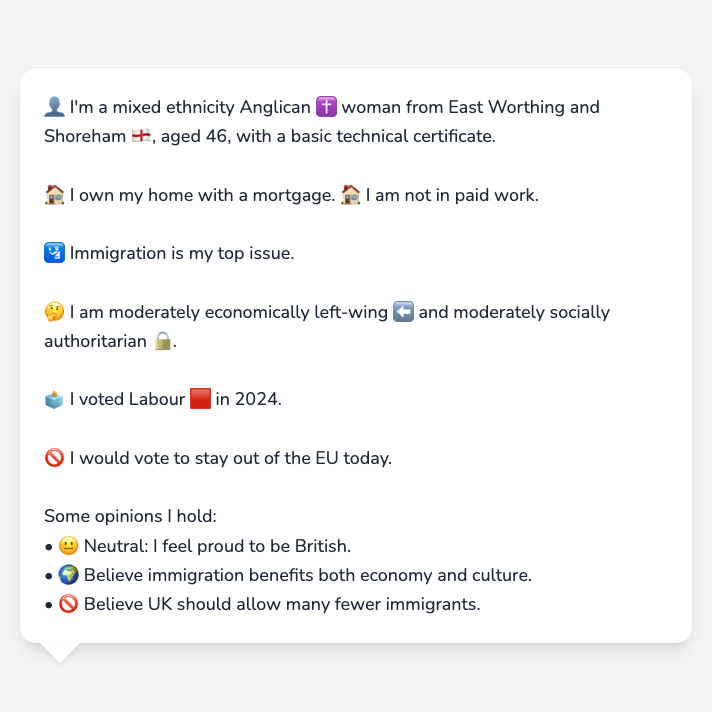 👤 I'm a mixed ethnicity Anglican ✝️ woman from East Worthing and
Shoreham 🏴󠁧󠁢󠁥󠁮󠁧󠁿, aged 46, with a basic technical certificate.
🏠 I own my home with a mortgage. 🏠 I am not in paid work.
🛂 Immigration is my top issue.
🤔 I am moderately economically left-wing ⬅️ and moderately socially
authoritarian 🔒.
🗳️ I voted Labour 🟥 in 2024.
🚫 I would vote to stay out of the EU today.
Some opinions I hold:
• 😐 Neutral: I feel proud to be British.
• 🌍 Believe immigration benefits both economy and culture.
• 🚫 Believe UK should allow many fewer immigrants.